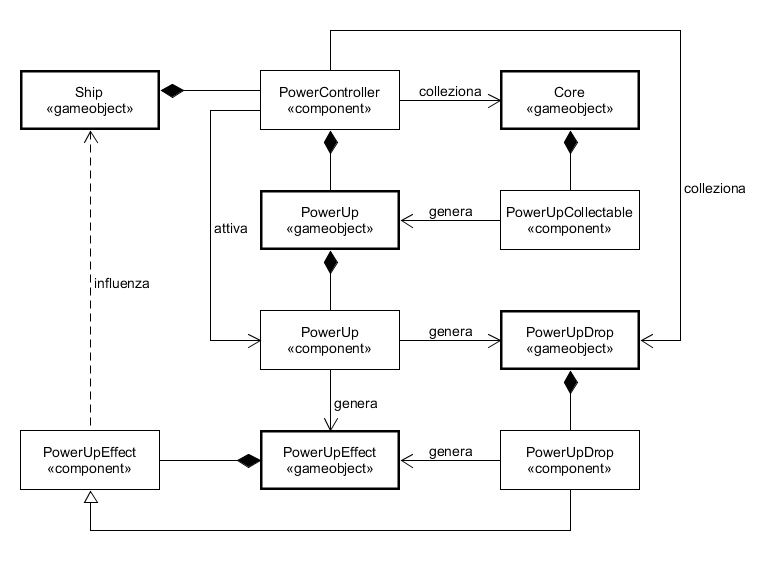 Ship
«gameobject»
PowerController
«component»
colleziona
Core
«gameobject»
colleziona
attiva
PowerUp
«gameobject»
genera
PowerUpCollectable
«component»
influenza
PowerUp
«component»
genera
PowerUpDrop
«gameobject»
genera
PowerUpEffect
«component»
PowerUpEffect
«gameobject»
genera
PowerUpDrop
«component»